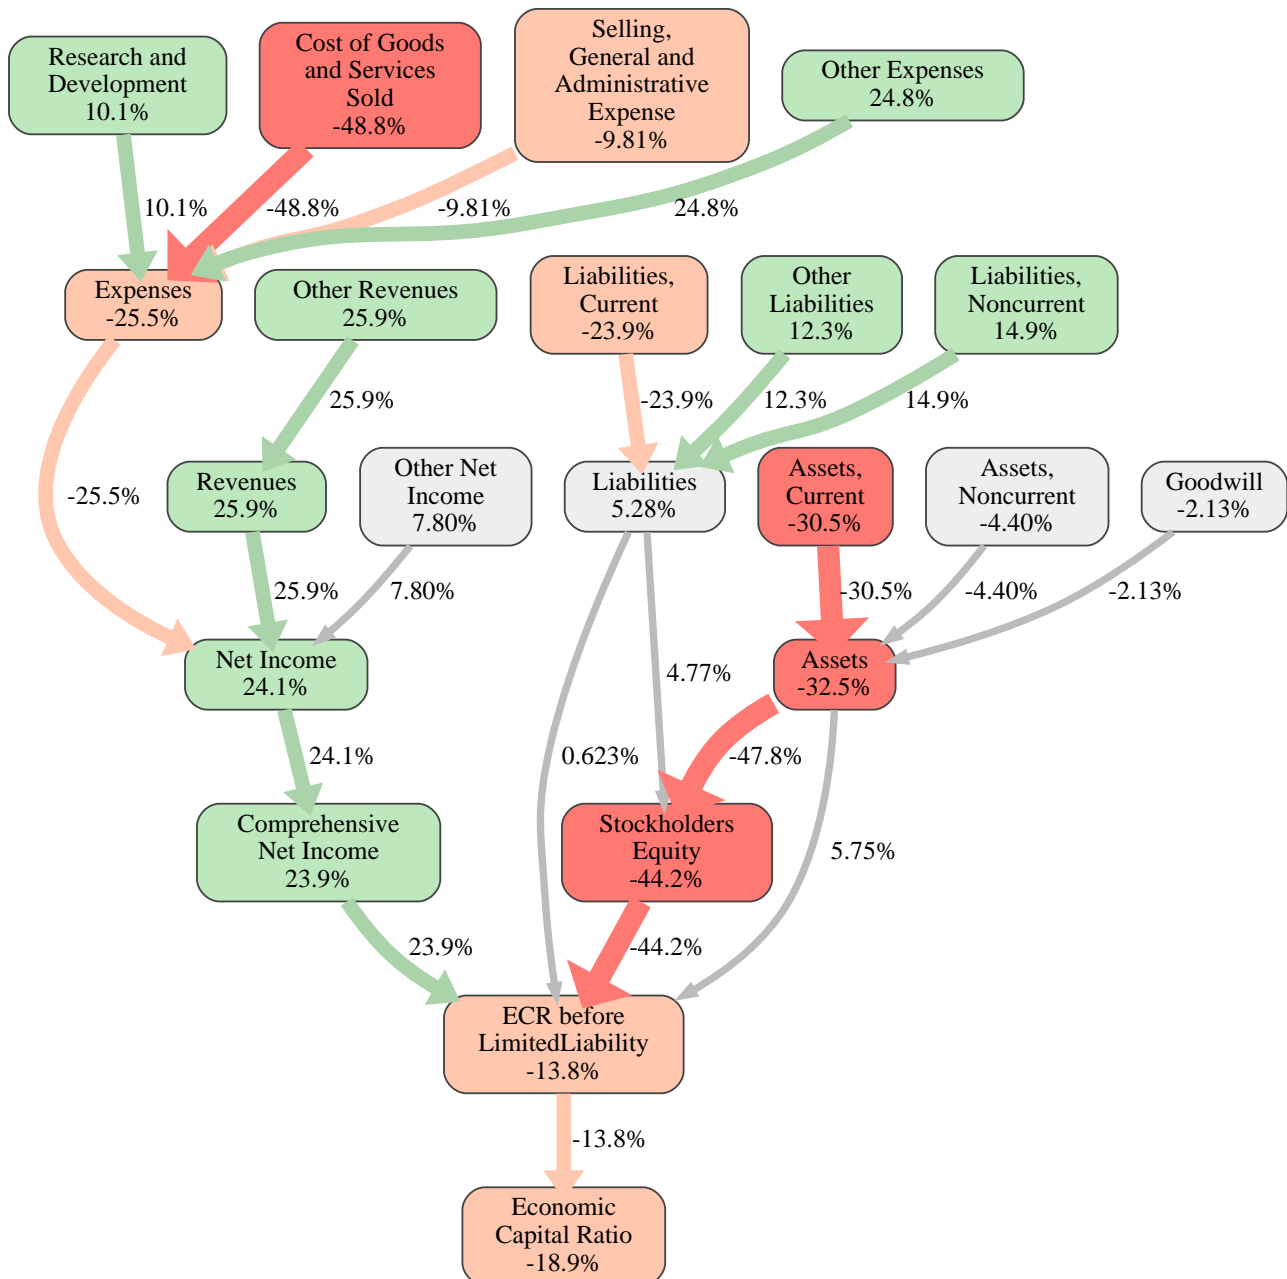 Research and
Development
10.1%
Cost of Goods
and Services
Sold
-48.8%
Selling,
General and
Administrative
Expense
-9.81%
Other Expenses
24.8%
10.1%
-48.8%
-9.81%
24.8%
Expenses
-25.5%
Other Revenues
25.9%
Liabilities,
Current
-23.9%
Other
Liabilities
12.3%
Liabilities,
Noncurrent
14.9%
25.9%
-23.9%
12.3%
14.9%
-25.5%
Revenues
25.9%
Other Net
Income
7.80%
Liabilities
5.28%
Assets,
Current
-30.5%
Assets,
Noncurrent
-4.40%
Goodwill
-2.13%
25.9%
7.80%
-30.5%
-4.40%
-2.13%
Net Income
24.1%
4.77%
Assets
-32.5%
24.1%
0.623%
-47.8%
Comprehensive
Net Income
23.9%
Stockholders
Equity
-44.2%
5.75%
23.9%
-44.2%
ECR before
LimitedLiability
-13.8%
-13.8%
Economic
Capital Ratio
-18.9%